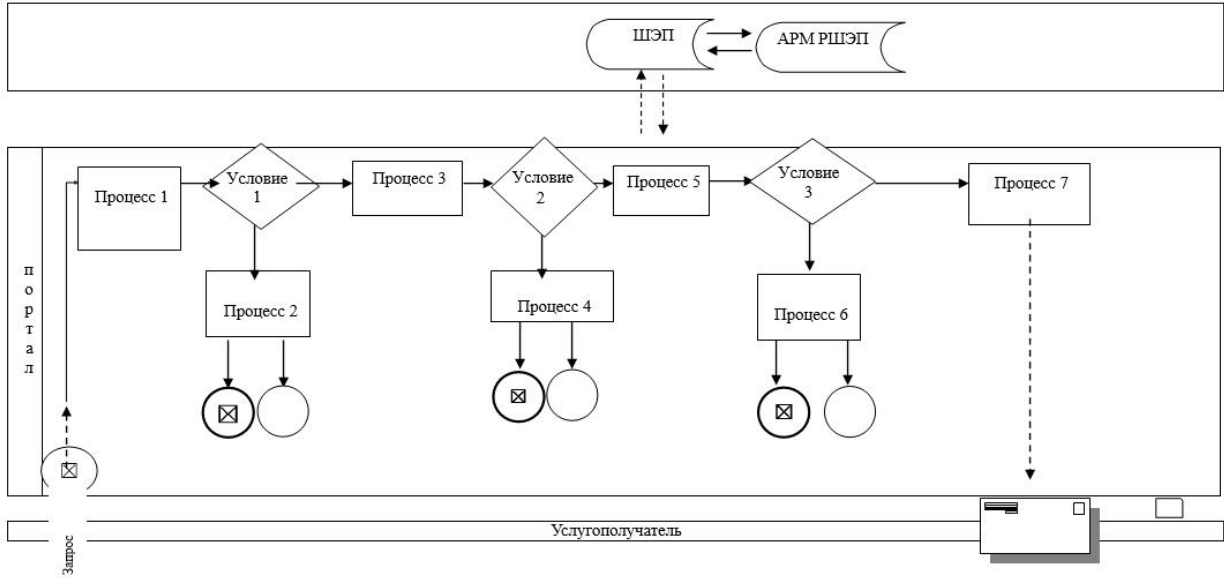 ШЭП
АРМ РШЭП
портал
Процесс 1
Условие
1
Процесс 3
Условие
2
Процесс 5
Условие
3
Процесс 7
Процесс 2
Процесс 4
Процесс 6
Запрос
Услугополучатель